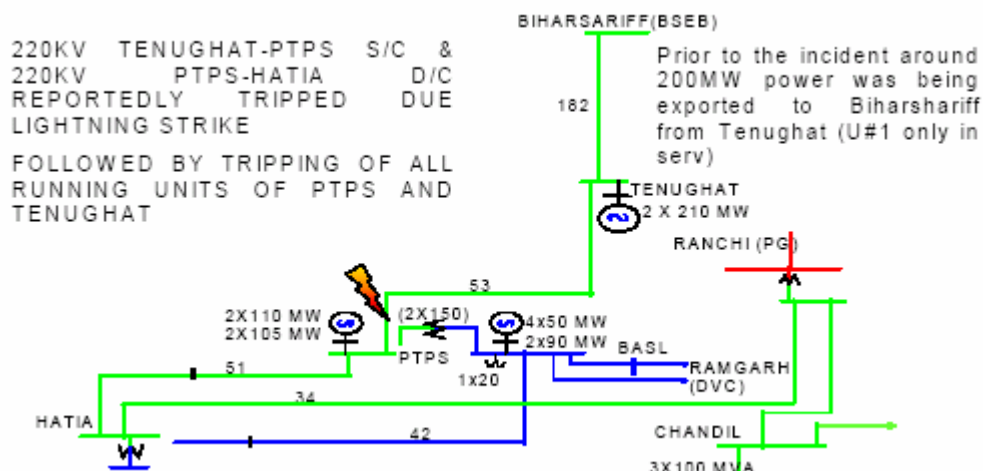 BIHARSARIFF(BSEB)
220KV TENUGHAT-PTPS S/C &
220KV PTPS-HATIA D/C
REPORTEDLY TRIPPED DUE
LIGHTNING STRIKE
FOLLOWED BY TRIPPING OF ALL
RUNNING UNITS OF PTPS AND
TENUGHAT
Prior to the incident around
200MW power was being
exported to Biharshariff
from Tenughat (U#1 only in
serv)
182
TENUGHAT
2 X 210 MW
RANCHI (PG)
53
2X110 MW
2X105 MW
(2X150)
4x50 MW
2x90 MW
PTPS
1x20
BASL
RAMGARH
(DVC)
51
34
HATIA
42
CHANDIL
3X100 MVA